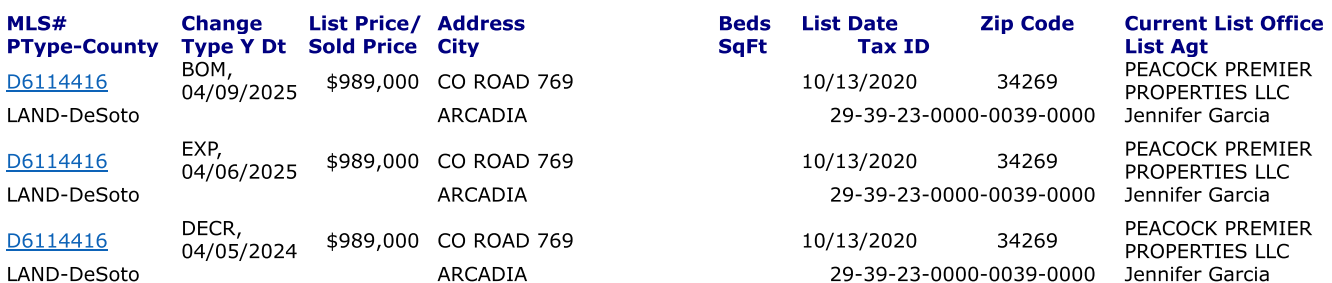 MLS# Change List Price/ Address Beds List Date Zip Code Current List Office
PType-County Type Y Dt Sold Price City SqFt Tax ID List Agt
D6114416 BOM, 04/09/2025 $989,000 CO ROAD 769 10/13/2020 34269 PEACOCK PREMIER PROPERTIES LLC
LAND-DeSoto ARCADIA 29-39-23-0000-0039-0000 Jennifer Garcia
D6114416 EXP, 04/06/2025 $989,000 CO ROAD 769 10/13/2020 34269 PEACOCK PREMIER PROPERTIES LLC
LAND-DeSoto ARCADIA 29-39-23-0000-0039-0000 Jennifer Garcia
D6114416 DECR, 04/05/2024 $989,000 CO ROAD 769 10/13/2020 34269 PEACOCK PREMIER PROPERTIES LLC
LAND-DeSoto ARCADIA 29-39-23-0000-0039-0000 Jennifer Garcia